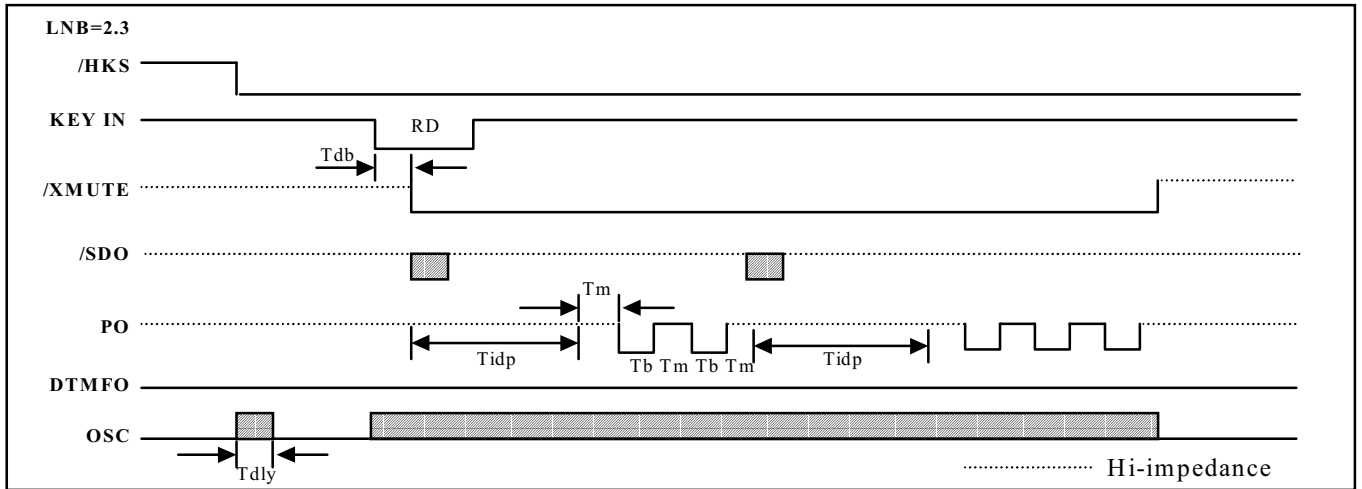 LNB=2.3
/HKS
KEY IN
RD
Tdb
/XMUTE
/SDO
Tm
PO
Tidp
Tb Tm Tb Tm
Tidp
DTMFO
OSC
Tdly
Hi-impedance